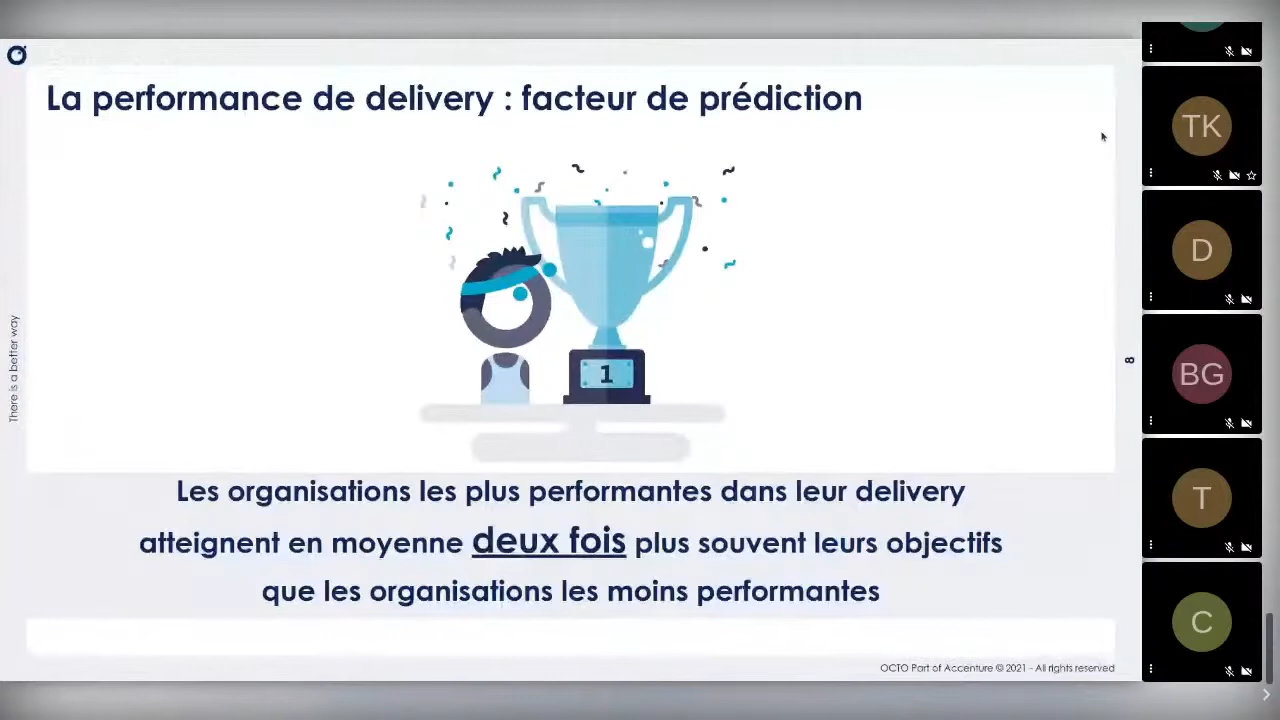 La performance de delivery : facteur de prédiction
1
There is a better way
8
Les organisations les plus performantes dans leur delivery
atteignent en moyenne deux fois plus souvent leurs objectifs
que les organisations les moins performantes
OCTO Part of Accenture © 2021 - All rights reserved
TK
D
BG
T
C